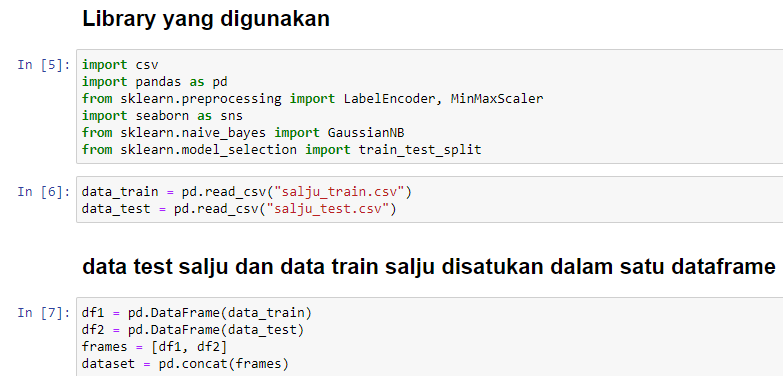 Library yang digunakan
In [5]: import csv
import pandas as pd
from sklearn.preprocessing import LabelEncoder, MinMaxScaler
import seaborn as sns
from sklearn.naive_bayes import GaussianNB
from sklearn.model_selection import train_test_split
In [6]: data_train = pd.read_csv("salju_train.csv")
data_test = pd.read_csv("salju_test.csv")
data test salju dan data train salju disatukan dalam satu dataframe
In [7]: df1 = pd.DataFrame(data_train)
df2 = pd.DataFrame(data_test)
frames = [df1, df2]
dataset = pd.concat(frames)